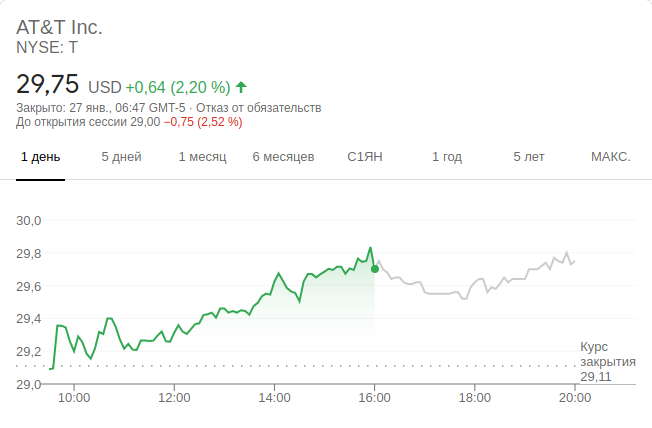 AT&T Inc.
NYSE: T
29,75 USD +0,64 (2,20 %)
Закрыто: 27 янв., 06:47 GMT-5 · Отказ от обязательств
До открытия сессии 29,00 −0,75 (2,52 %)
1 день 5 дней 1 месяц 6 месяцев С1ЯН 1 год 5 лет МАКС.
30,0
29,8
29,6
29,4
29,2
Курс
закрытия
29,11
29,0
10:00 12:00 14:00 16:00 18:00 20:00